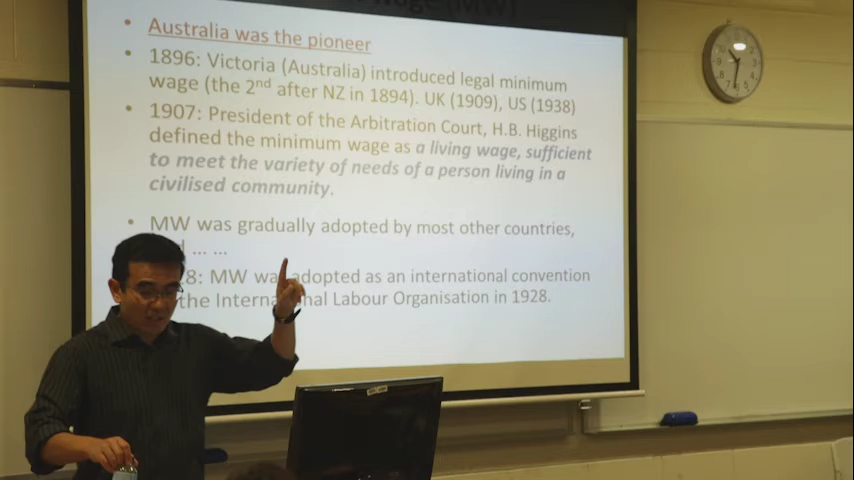 Wage (MW)
• Australia was the pioneer
• 1896: Victoria (Australia) introduced legal minimum
wage (the 2nd after NZ in 1894). UK (1909), US (1938)
• 1907: President of the Arbitration Court, H.B. Higgins
defined the minimum wage as a living wage, sufficient
to meet the variety of needs of a person living in a
civilised community.
• MW was gradually adopted by most other countries,
... ...
8: MW was adopted as an international convention
the International Labour Organisation in 1928.